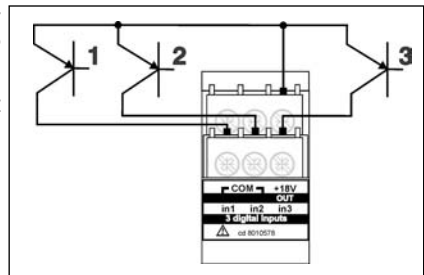 1 2 3
COM +18V
OUT
in1 in2 in3
3 digital inputs
cd 8010578